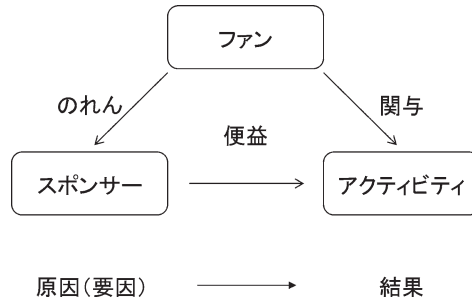 ファン
のれん
関与
便益
スポンサー
アクティビティ
原因(要因)
結果